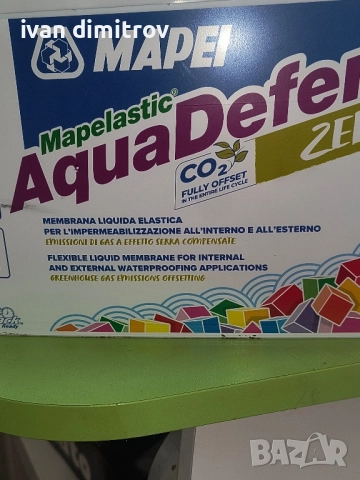 ivan dimitrov
MAPEI
Mapelastic®
AquaDefen
ZE
CO2
FULLY OFFSET
IN THE ENTIRE LIFE CYCLE
MEMBRANA LIQUIDA ELASTICA
PER L'IMPERMEABILIZZAZIONE ALL'INTERNO E ALL'ESTERNO
EMISSIONI DI GAS A EFFETTO SERRA COMPENSATE
FLEXIBLE LIQUID MEMBRANE FOR INTERNAL
AND EXTERNAL WATERPROOFING APPLICATIONS
GREENHOUSE GAS EMISSIONS OFFSETTING
Ready
BAZAR